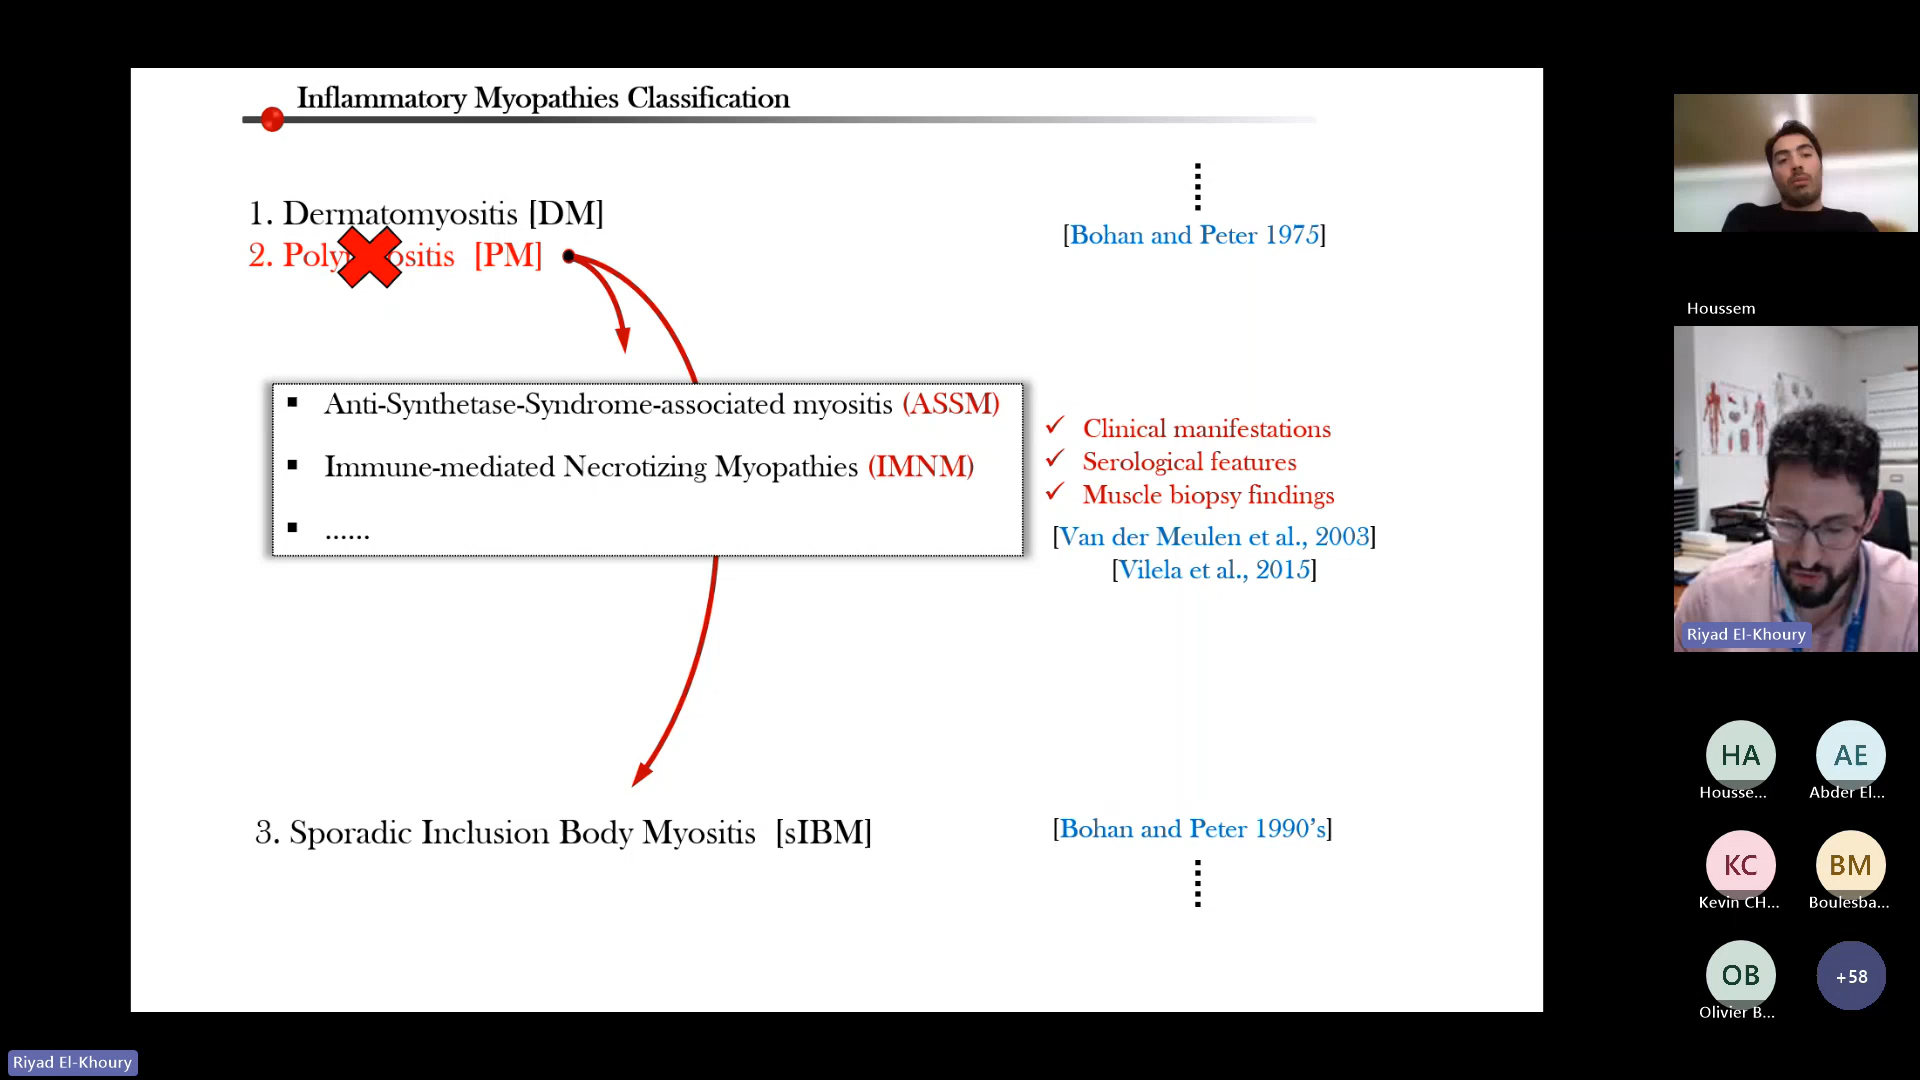 Inflammatory Myopathies Classification
1. Dermatomyositis [DM]
[Bohan and Peter 1975]
2. Polymyositis [PM]
▪ Anti-Synthetase-Syndrome-associated myositis (ASSM)
▪ Immune-mediated Necrotizing Myopathies (IMNM)
▪ ......
✓ Clinical manifestations
✓ Serological features
✓ Muscle biopsy findings
[Van der Meulen et al., 2003]
[Vilela et al., 2015]
3. Sporadic Inclusion Body Myositis [sIBM]
[Bohan and Peter 1990’s]
Houssem
Riyad El-Khoury
HA
Housse...
AE
Abder El...
KC
Kevin CH...
BM
Boulesba...
OB
Olivier B...
+58
Riyad El-Khoury